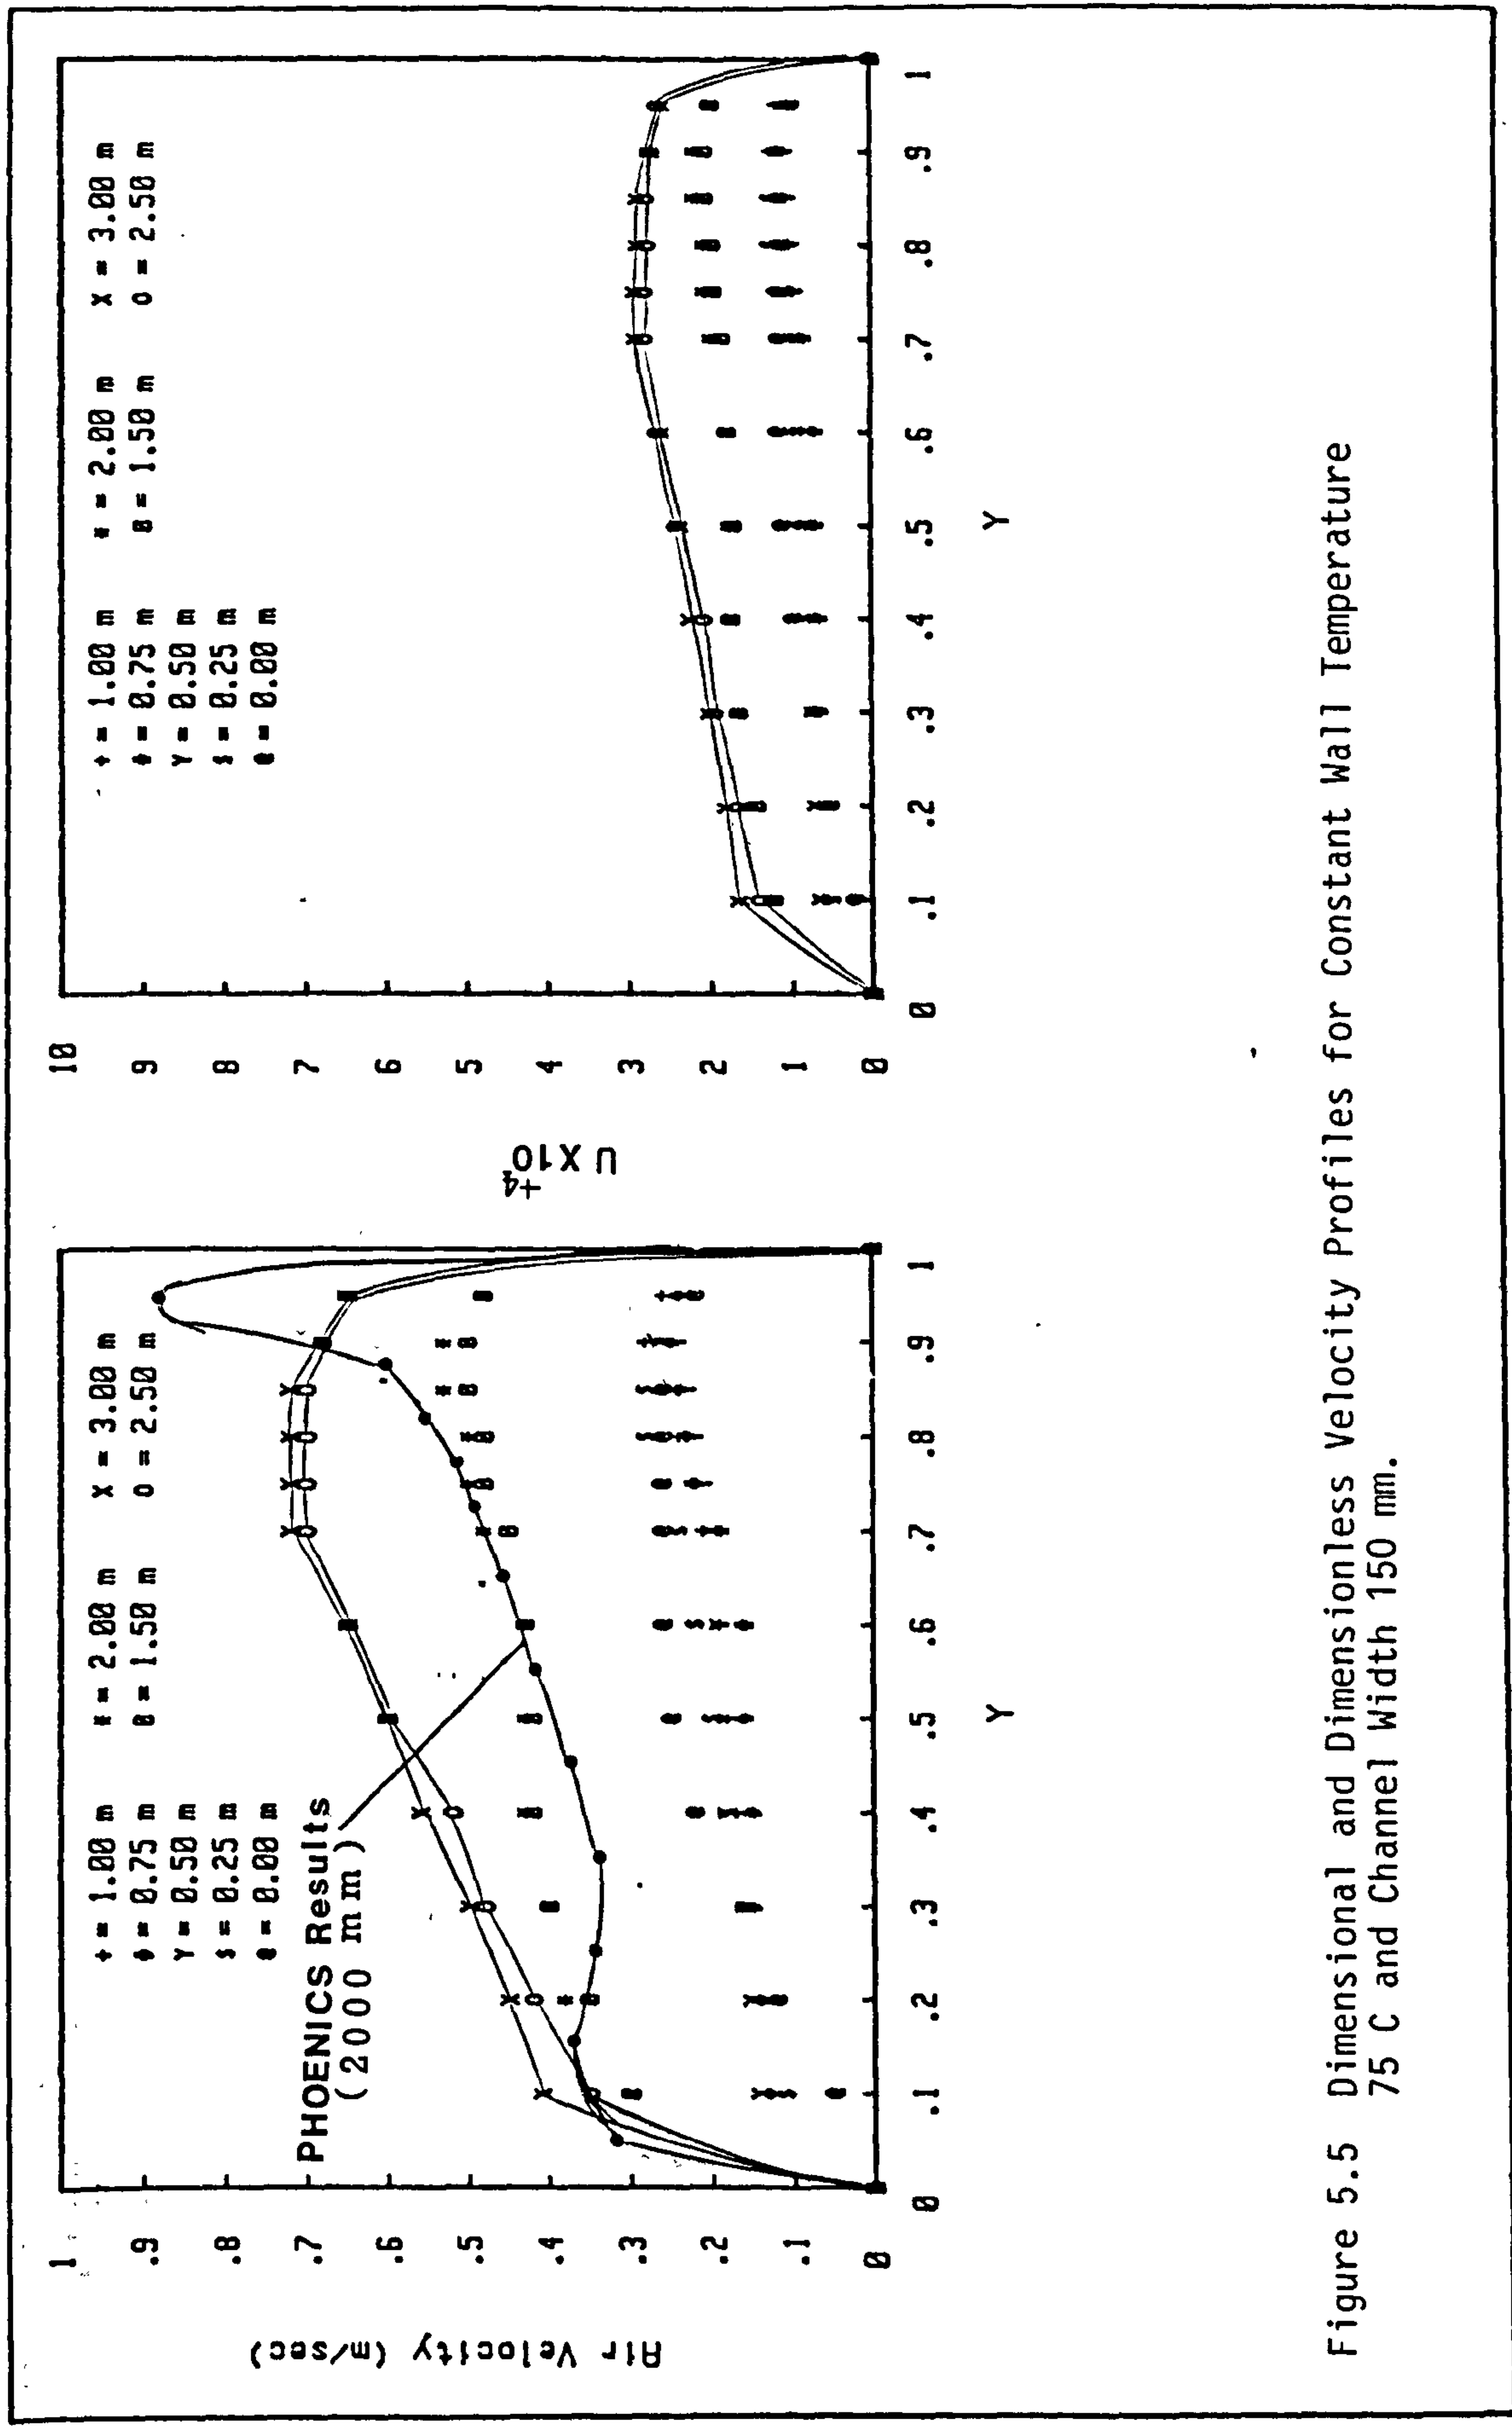 + = 1.00 m
* = 2.00 m
X = 3.00 m
ɸ = 0.75 m
0 = 1.50 m
O = 2.50 m
Y = 0.50 m
$ = 0.25 m
@ = 0.00 m
PHOENICS Results
(2000 mm)
1
.9
.8
.7
.6
.5
.4
.3
.2
.1
0
Air Velocity (m/sec)
0 .1 .2 .3 .4 .5 .6 .7 .8 .9 1
Y
+ = 1.00 m
* = 2.00 m
X = 3.00 m
ɸ = 0.75 m
0 = 1.50 m
O = 2.50 m
Y = 0.50 m
$ = 0.25 m
@ = 0.00 m
10
9
8
7
6
5
4
3
2
1
0
U X10⁺⁴
0 .1 .2 .3 .4 .5 .6 .7 .8 .9 1
Y
Figure 5.5 Dimensional and Dimensionless Velocity Profiles for Constant Wall Temperature
75 C and Channel Width 150 mm.